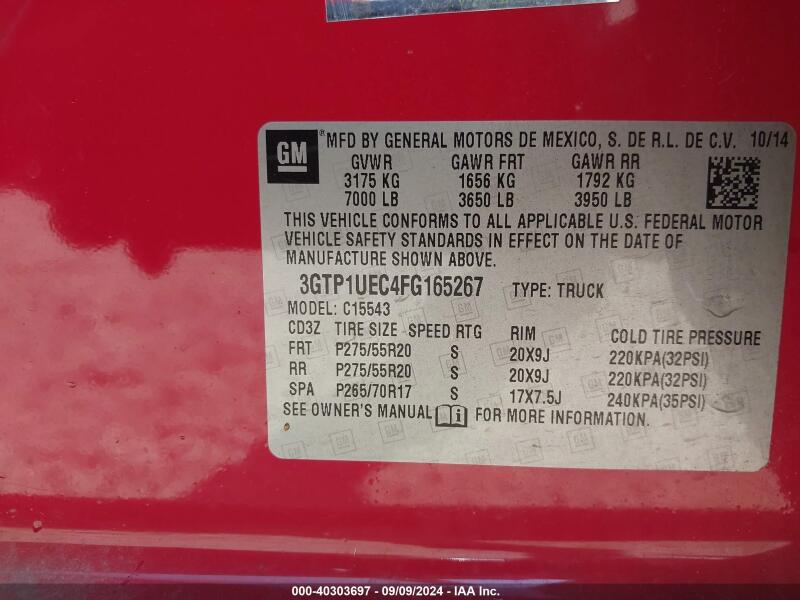 GM ® MFD BY GENERAL MOTORS DE MEXICO, S. DE R.L. DE C.V. 10/14
GVWR GAWR FRT GAWR RR
3175 KG 1656 KG 1792 KG
7000 LB 3650 LB 3950 LB
THIS VEHICLE CONFORMS TO ALL APPLICABLE U.S. FEDERAL MOTOR
VEHICLE SAFETY STANDARDS IN EFFECT ON THE DATE OF
MANUFACTURE SHOWN ABOVE.
3GTP1UEC4FG165267 TYPE: TRUCK
MODEL: C15543
CD3Z TIRE SIZE SPEED RTG RIM COLD TIRE PRESSURE
FRT P275/55R20 S 20X9J 220KPA(32PSI)
RR P275/55R20 S 20X9J 220KPA(32PSI)
SPA P265/70R17 S 17X7.5J 240KPA(35PSI)
SEE OWNER'S MANUAL FOR MORE INFORMATION.
000-40303697 - 09/09/2024 - IAA Inc.